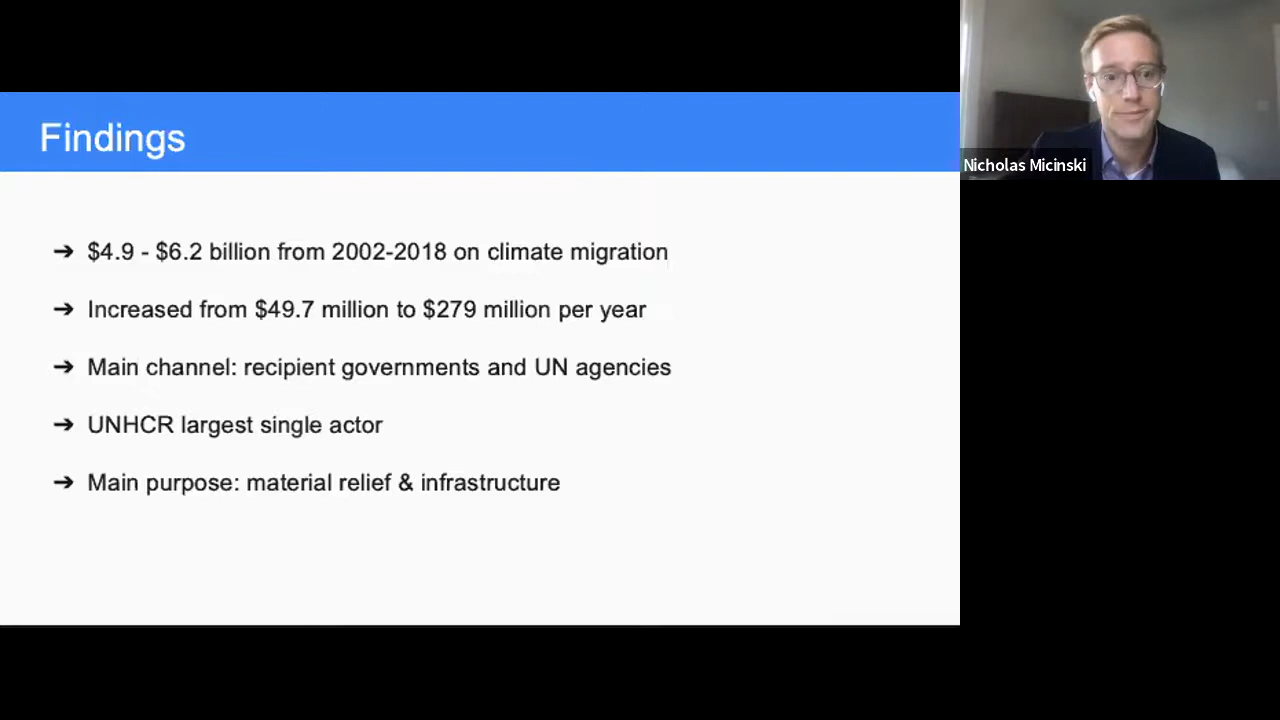 Findings
➔ $4.9 - $6.2 billion from 2002-2018 on climate migration
➔ Increased from $49.7 million to $279 million per year
➔ Main channel: recipient governments and UN agencies
➔ UNHCR largest single actor
➔ Main purpose: material relief & infrastructure
Nicholas Micinski